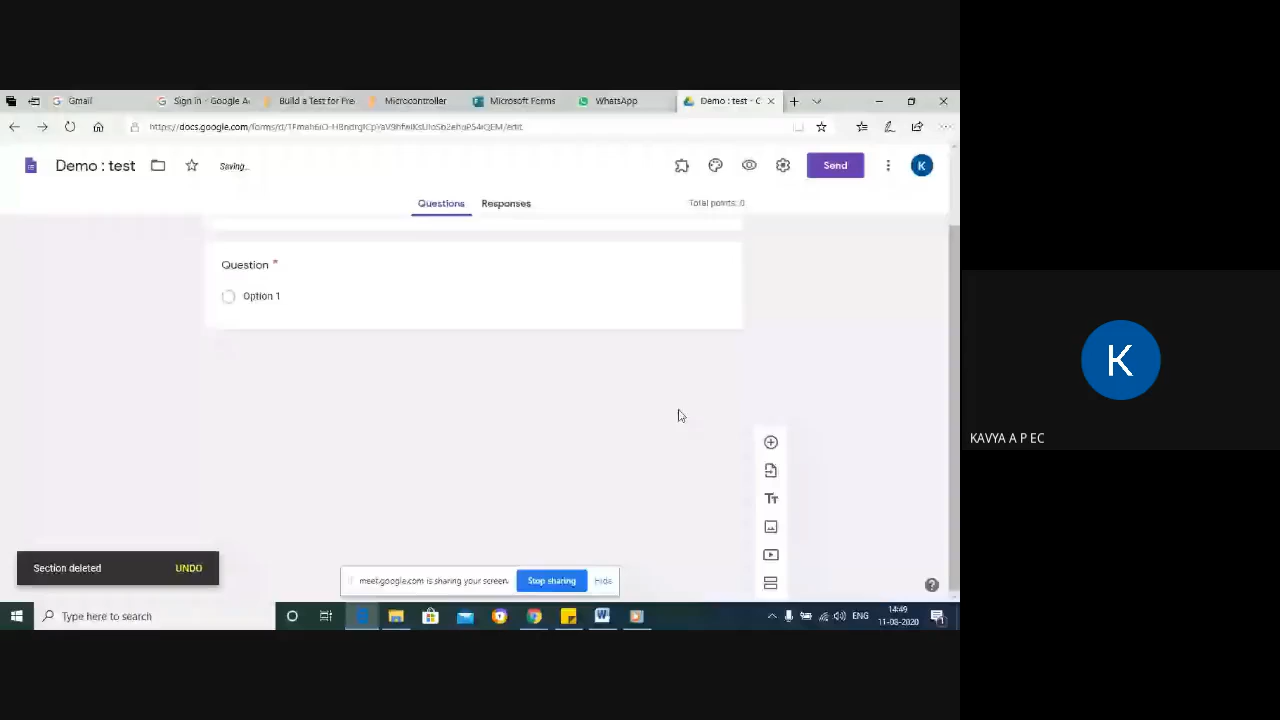 Gmail
Sign in - Google A
Build a Test for Fre
Microcontroller
Microsoft Forms
WhatsApp
Demo : test - G
Demo : test
Saving...
Send
K
Questions
Responses
Total points: 0
Question *
Option 1
K
KAVYA A P EC
Tт
Section deleted
UNDO
meet.google.com is sharing your screen.
Stop sharing
Hide
Type here to search
ENG
14:49
11-08-2020